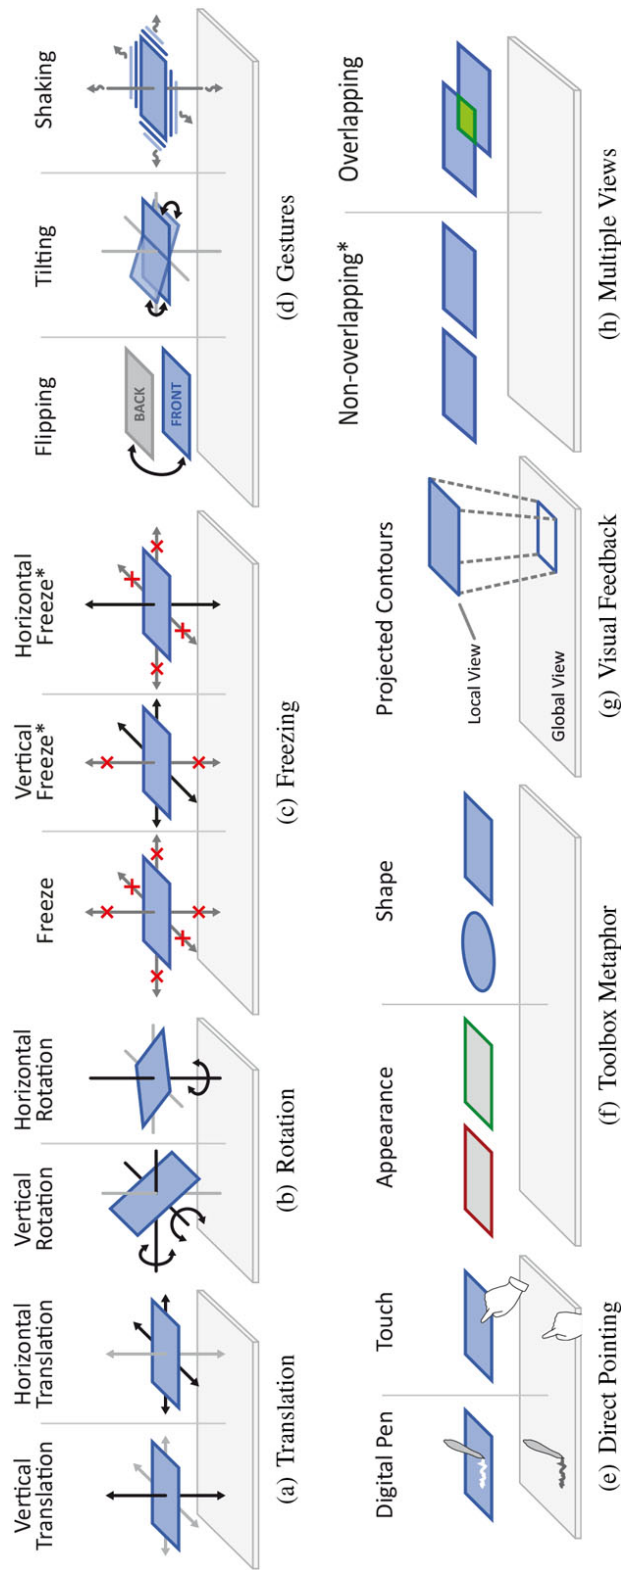 Vertical
Translation
Horizontal
Translation
(a) Translation
Vertical
Rotation
Horizontal
Rotation
(b) Rotation
Freeze
Vertical
Freeze*
Horizontal
Freeze*
(c) Freezing
Flipping
BACK
FRONT
Tilting
Shaking
(d) Gestures
Digital Pen
Touch
(e) Direct Pointing
Appearance
Shape
(f) Toolbox Metaphor
Projected Contours
Local View
Global View
(g) Visual Feedback
Non-overlapping*
Overlapping
(h) Multiple Views